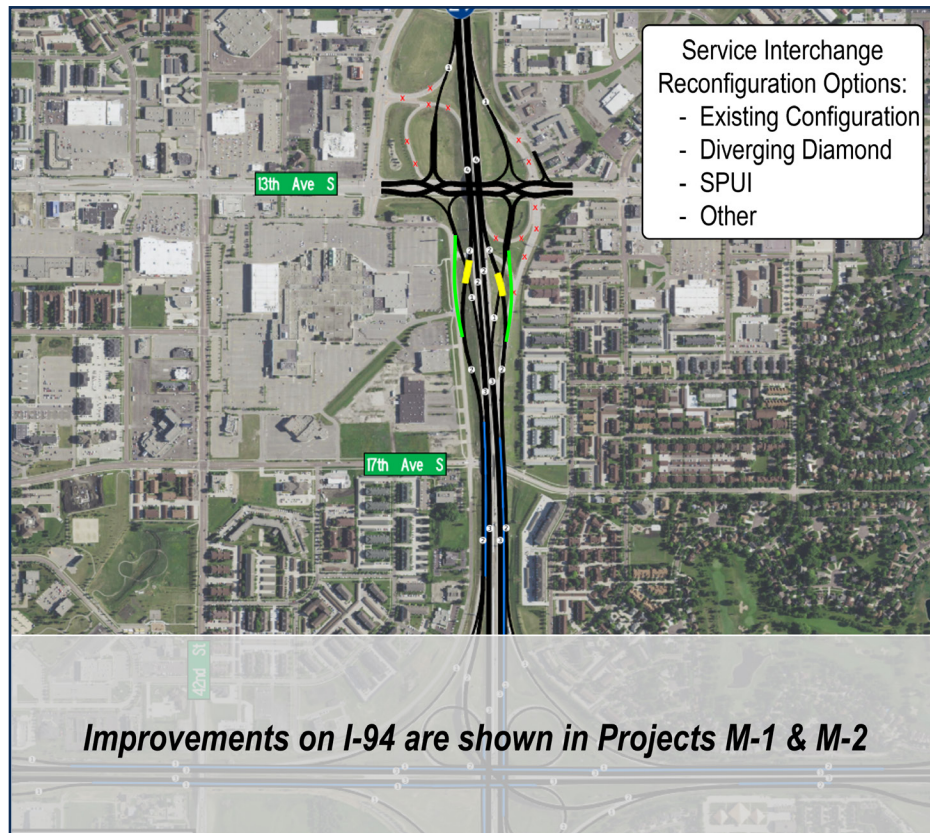 29
Service Interchange
Reconfiguration Options:
- Existing Configuration
- Diverging Diamond
- SPUI
- Other
13th Ave S
17th Ave S
42nd St
Improvements on I-94 are shown in Projects M-1 & M-2